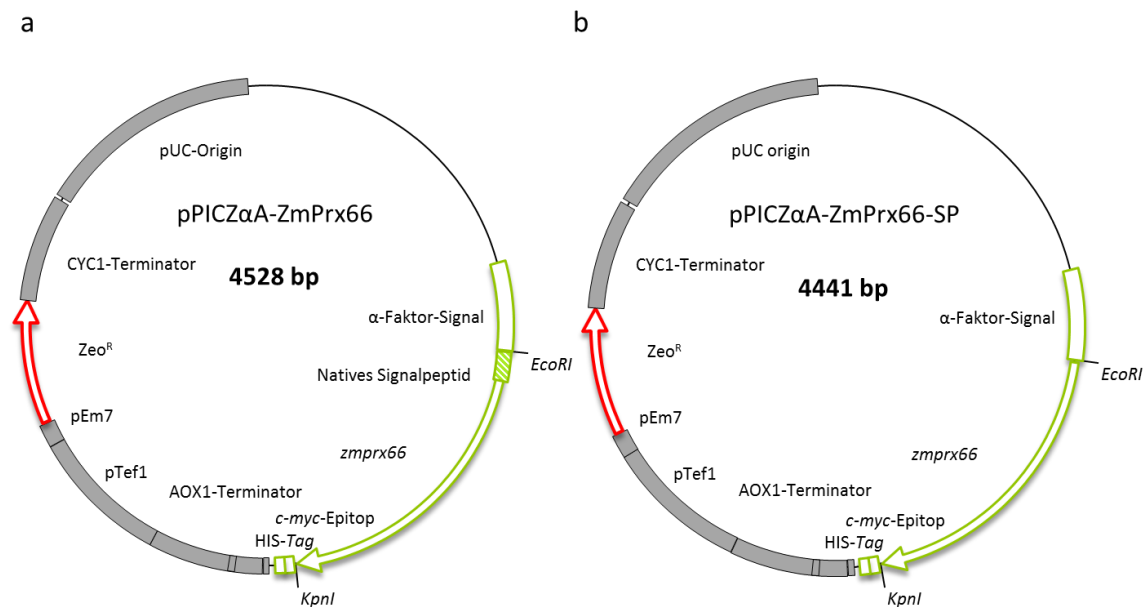 a
pUC-Origin
pPICZαA-ZmPrx66
CYC1-Terminator
4528 bp
α-Faktor-Signal
Zeo^R
EcoRI
Natives Signalpeptid
pEm7
zmprx66
pTef1
AOX1-Terminator
c-myc-Epitop
HIS-Tag
KpnI
b
pUC origin
pPICZαA-ZmPrx66-SP
CYC1-Terminator
4441 bp
α-Faktor-Signal
Zeo^R
EcoRI
pEm7
zmprx66
pTef1
AOX1-Terminator
c-myc-Epitop
HIS-Tag
KpnI